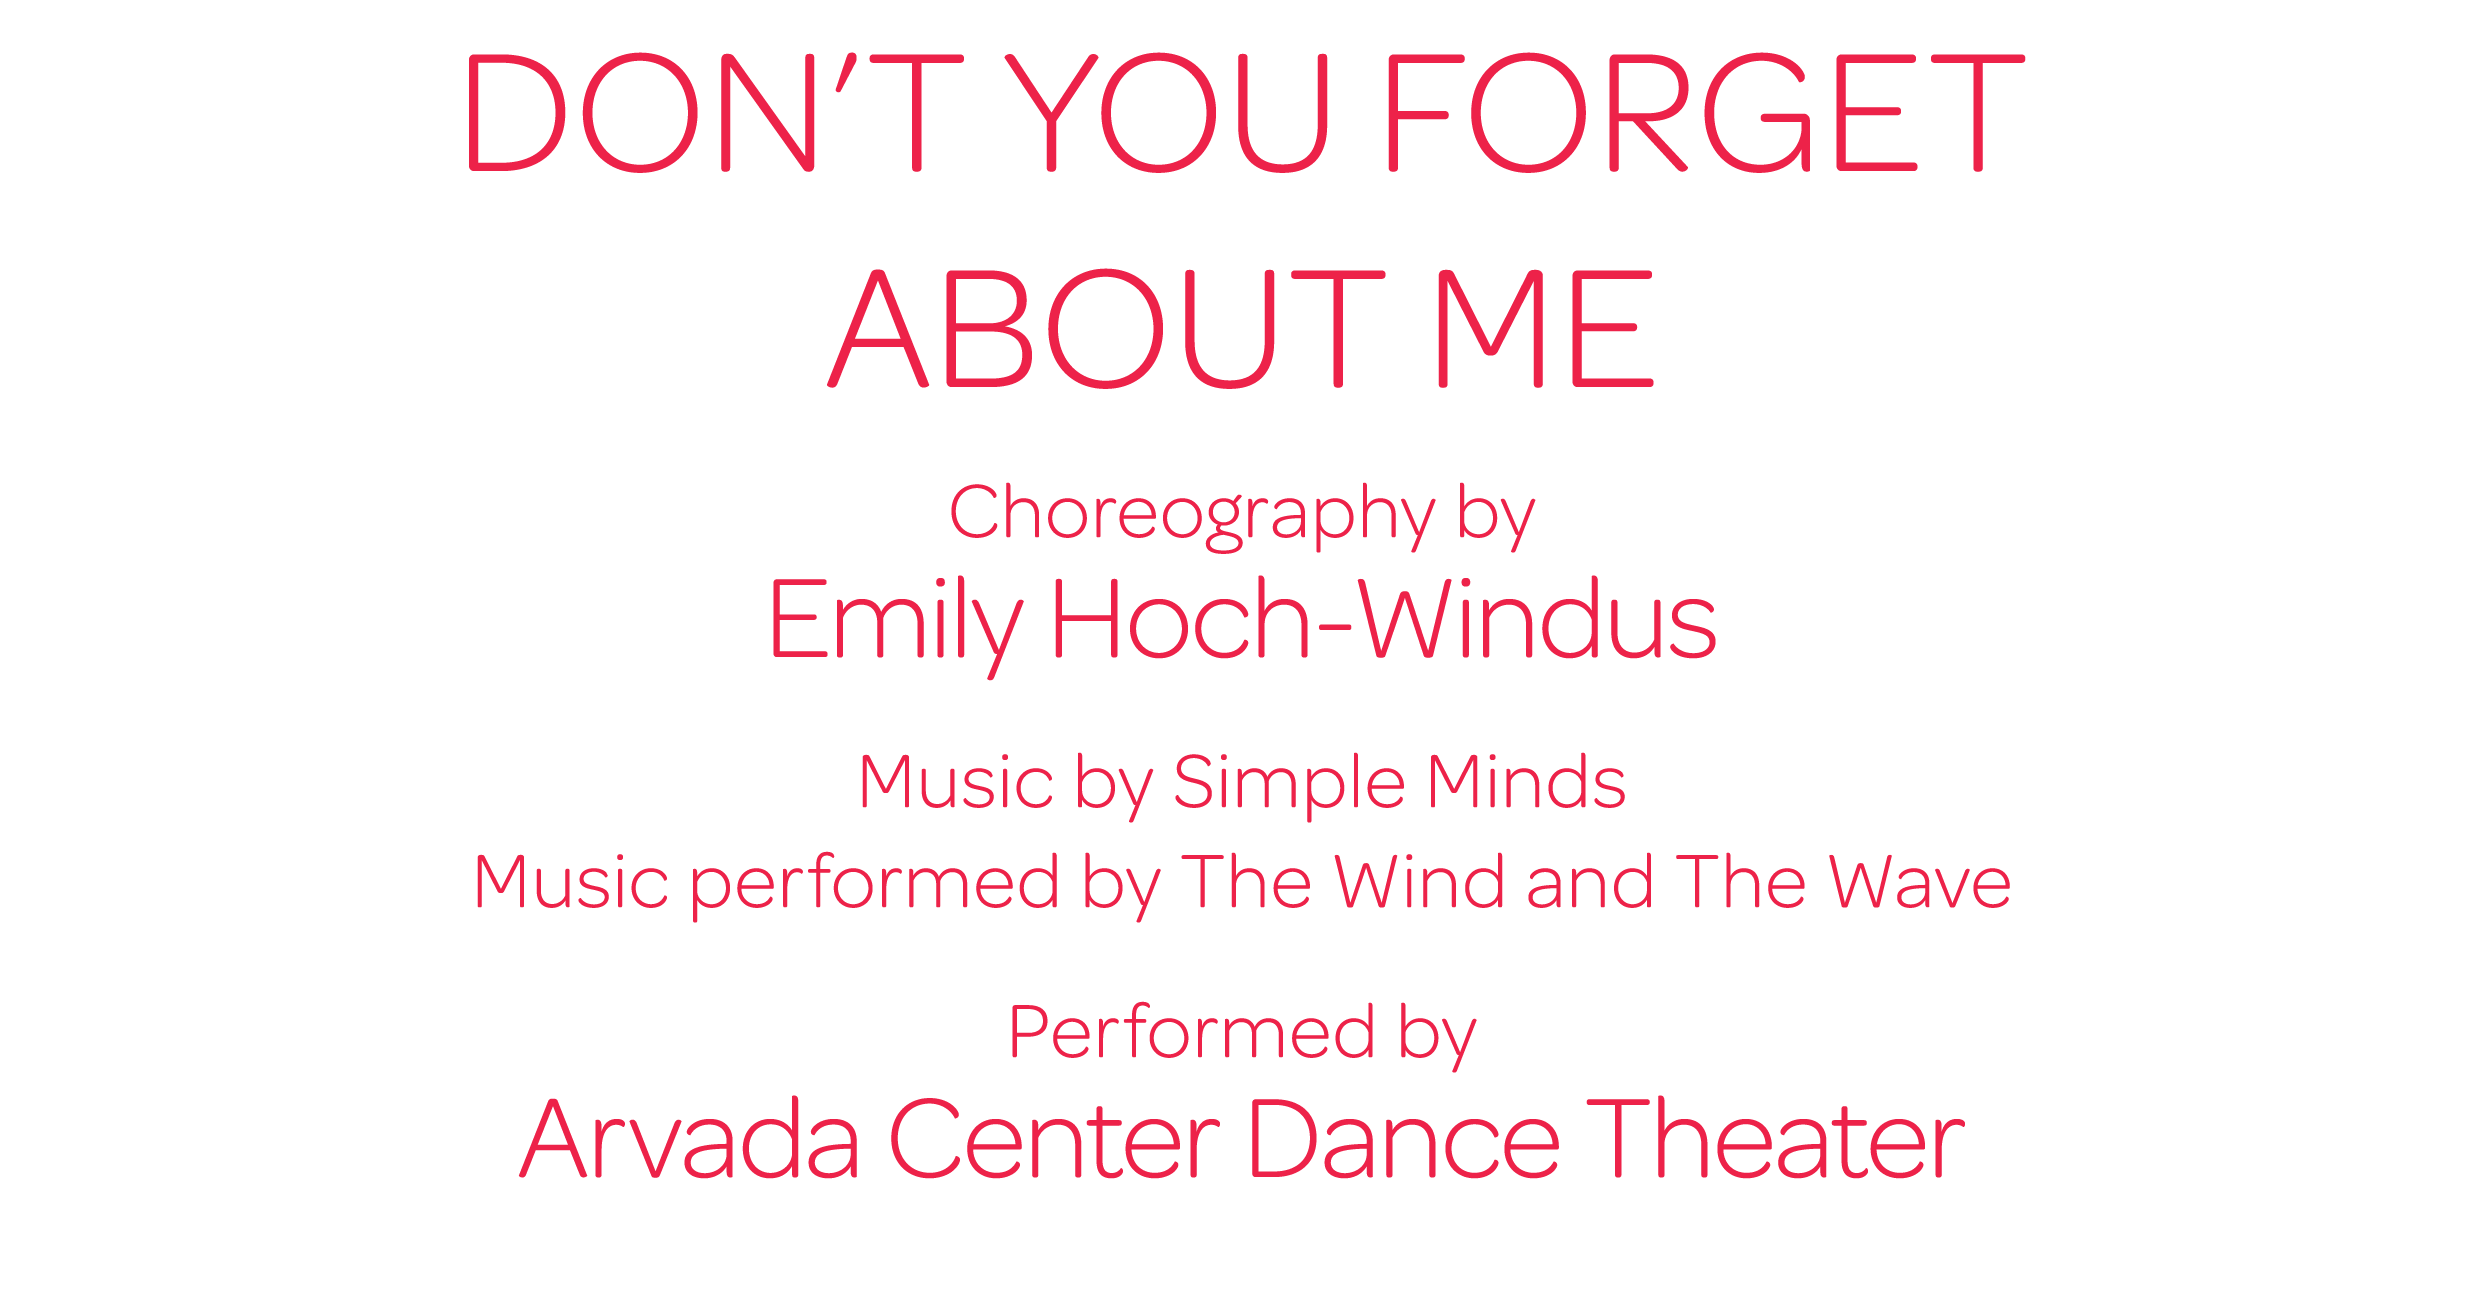 DON’T YOU FORGET
ABOUT ME
Choreography by
Emily Hoch-Windus
Music by Simple Minds
Music performed by The Wind and The Wave
Performed by
Arvada Center Dance Theater